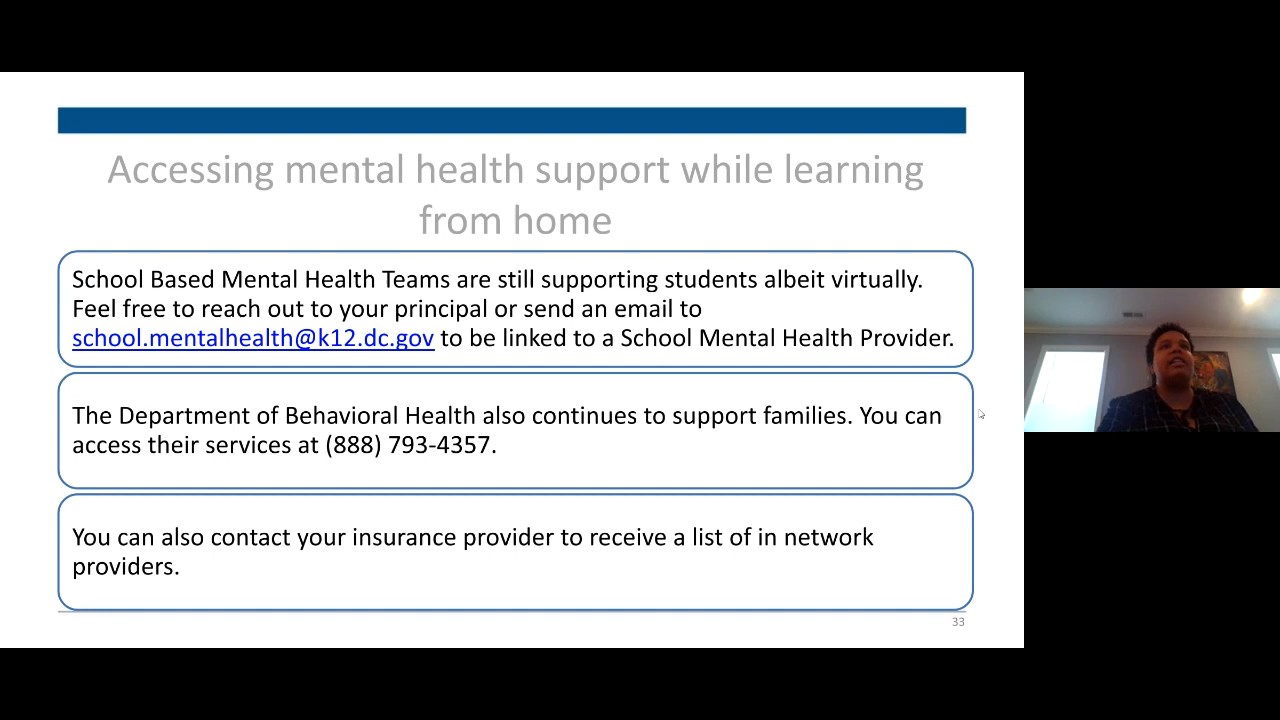 Accessing mental health support while learning
from home
School Based Mental Health Teams are still supporting students albeit virtually.
Feel free to reach out to your principal or send an email to
school.mentalhealth@k12.dc.gov to be linked to a School Mental Health Provider.
The Department of Behavioral Health also continues to support families. You can
access their services at (888) 793-4357.
You can also contact your insurance provider to receive a list of in network
providers.
33